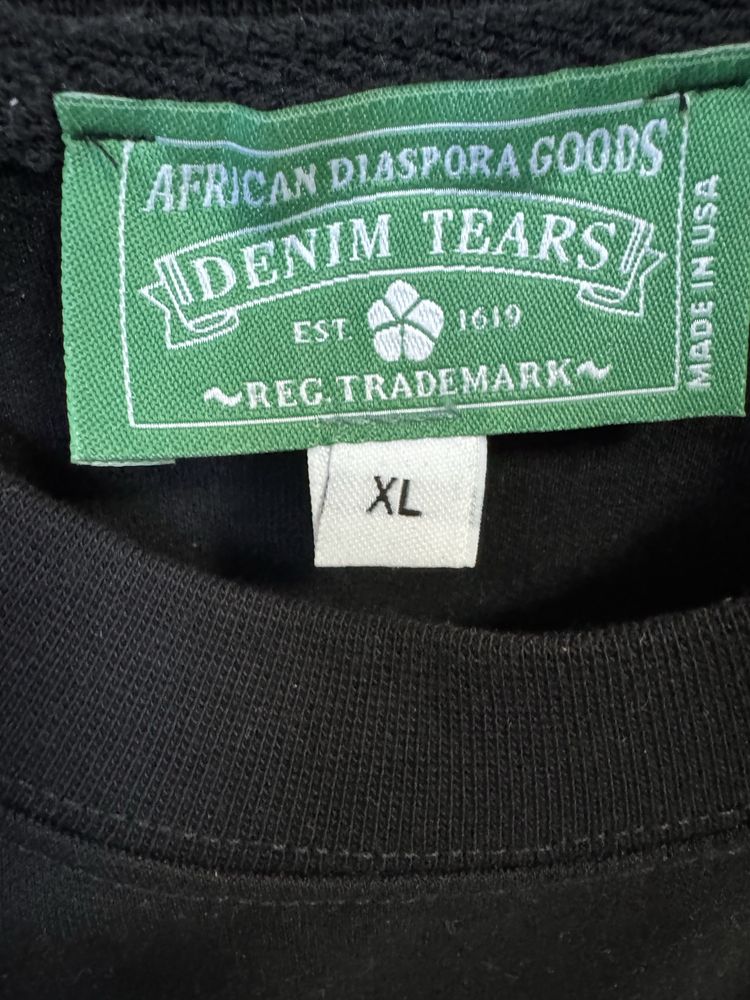 AFRICAN DIASPORA GOODS
DENIM TEARS
EST. 1619
~REG. TRADEMARK~
MADE IN USA
XL